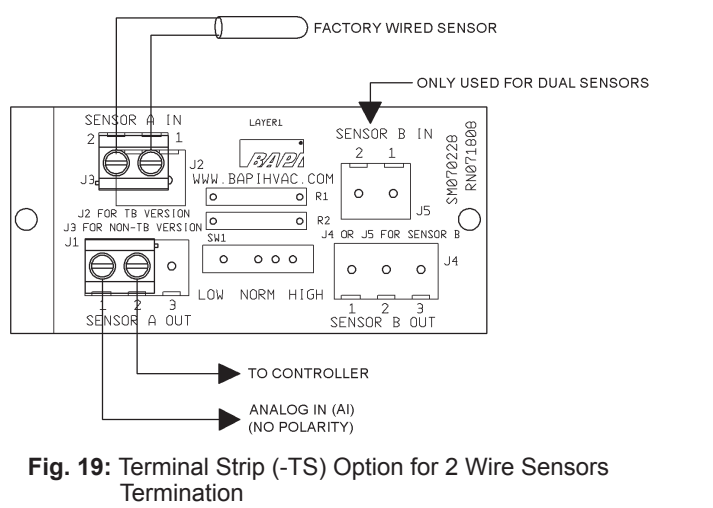 FACTORY WIRED SENSOR
ONLY USED FOR DUAL SENSORS
SENSOR A IN
2 1
LAYER1
SENSOR B IN
2 1
BAPI
J2
J3
WWW.BAPIHVAC.COM
R1
R2
J5
SM070228
RN071808
J2 FOR TB VERSION
J3 FOR NON-TB VERSION
J1
SW1
J4 OR J5 FOR SENSOR B
J4
LOW NORM HIGH
1 2 3
SENSOR A OUT
1 2 3
SENSOR B OUT
TO CONTROLLER
ANALOG IN (AI)
(NO POLARITY)
Fig. 19: Terminal Strip (-TS) Option for 2 Wire Sensors
Termination